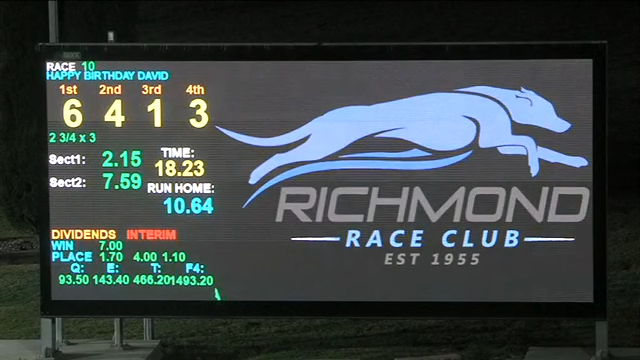 RACE 10
HAPPY BIRTHDAY DAVID
1st 2nd 3rd 4th
6 4 1 3
2 3/4 x 3
Sect1: 2.15
Sect2: 7.59
TIME:
18.23
RUN HOME:
10.64
DIVIDENDS INTERIM
WIN 7.00
PLACE 1.70 4.00 1.10
Q: E: T: F4:
93.50 143.40 466.20 1493.20
RICHMOND
RACE CLUB
EST 1955